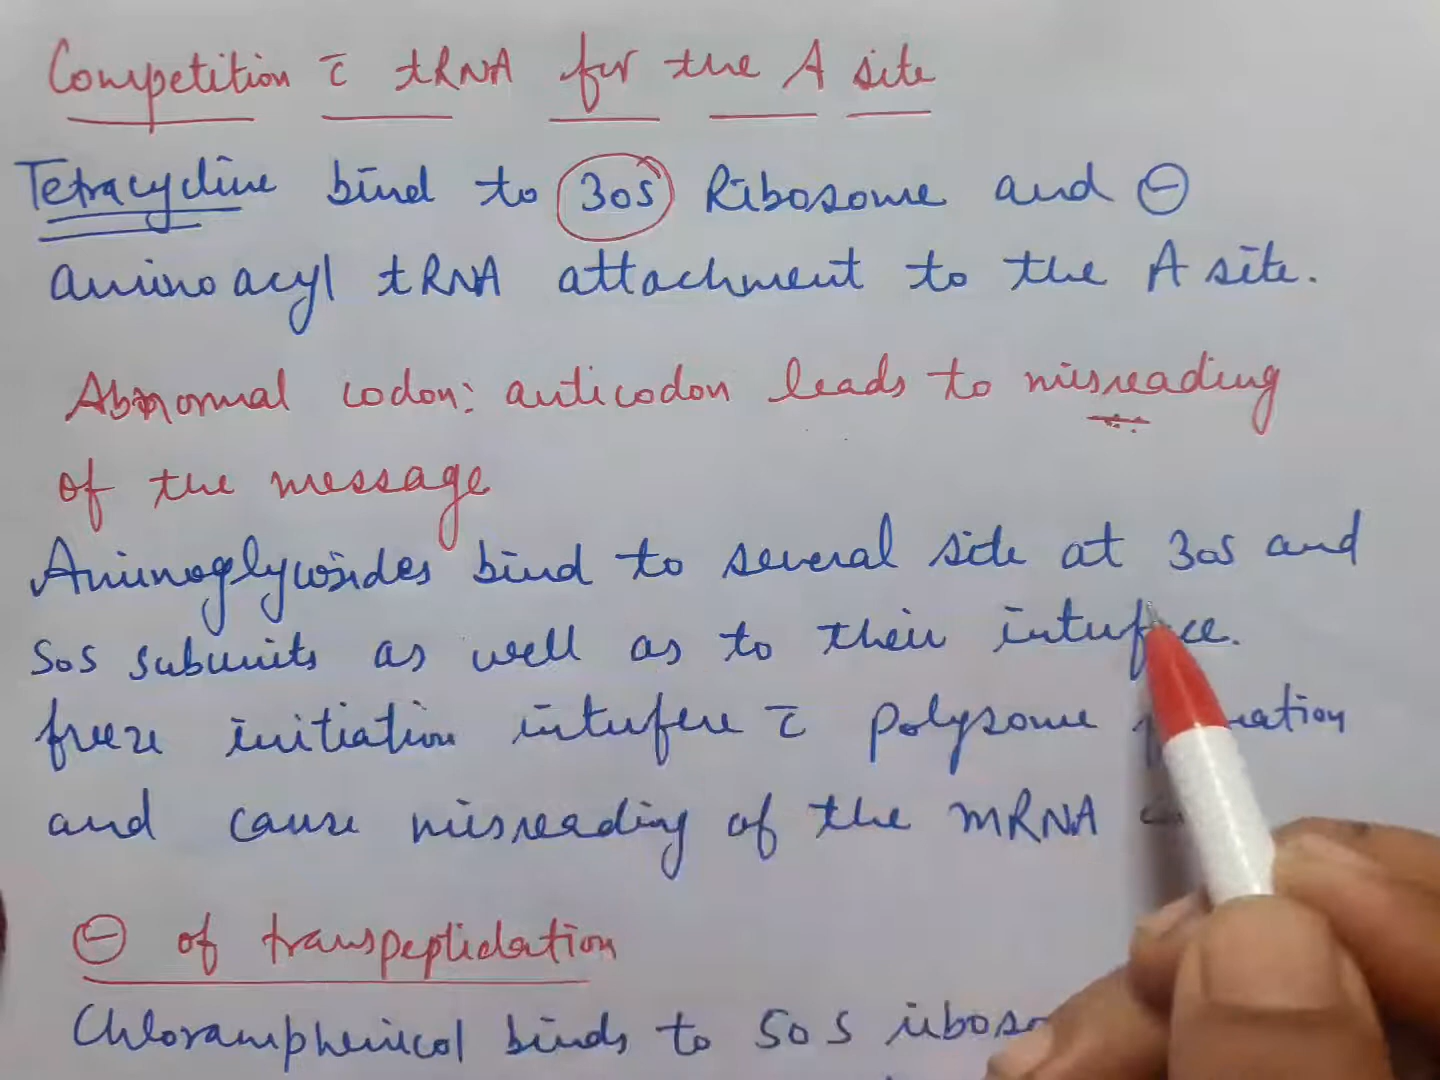 Competition c̄ tRNA for the A site
Tetracycline bind to 30S Ribosome and ⊖
aminoacyl tRNA attachment to the A site.
Abnormal codon: anticodon leads to misreading
of the message
Aminoglycosides bind to several site at 30S and
50S subunits as well as to their interface.
freeze initiation interfere c̄ polysome
and cause misreading of the mRNA
⊖ of transpeptidation
Chloramphenicol binds to 50S